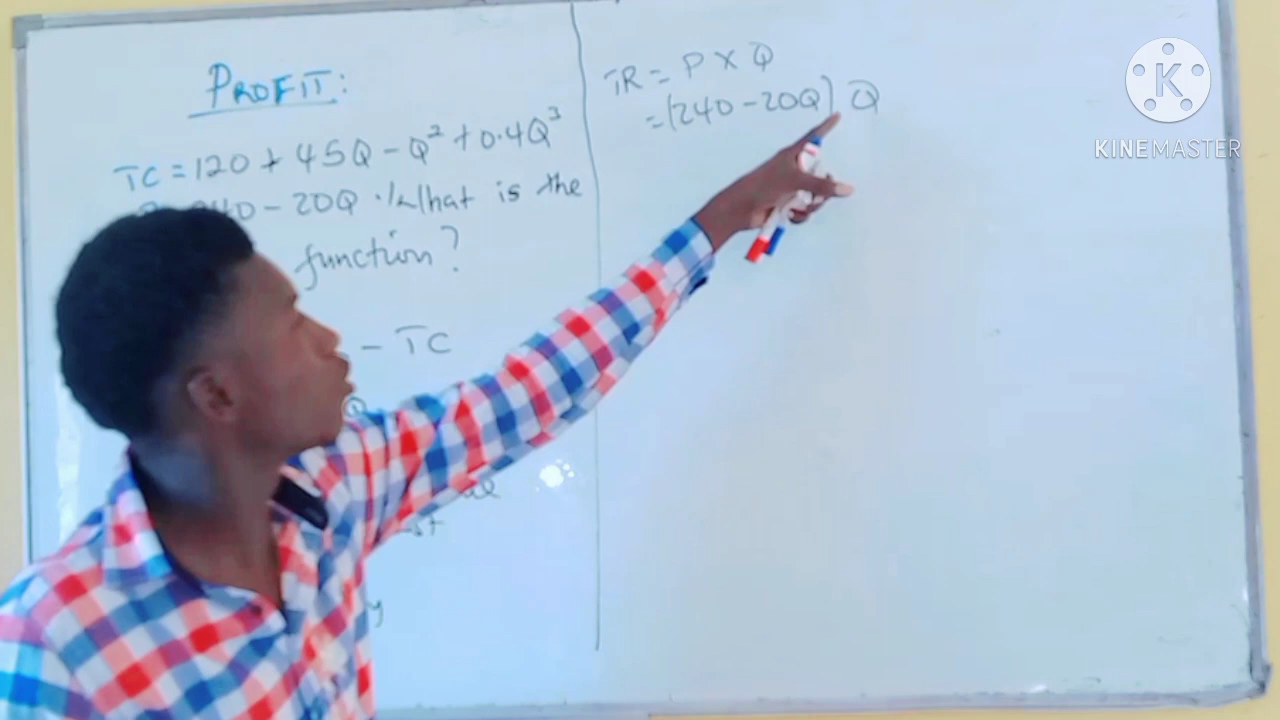 PROFIT:
TC = 120 + 45Q - Q² + 0.4Q³
240 - 20Q . What is the
function?
- TC
Q
TR = P X Q
= (240 - 20Q) Q
K
KINEMASTER